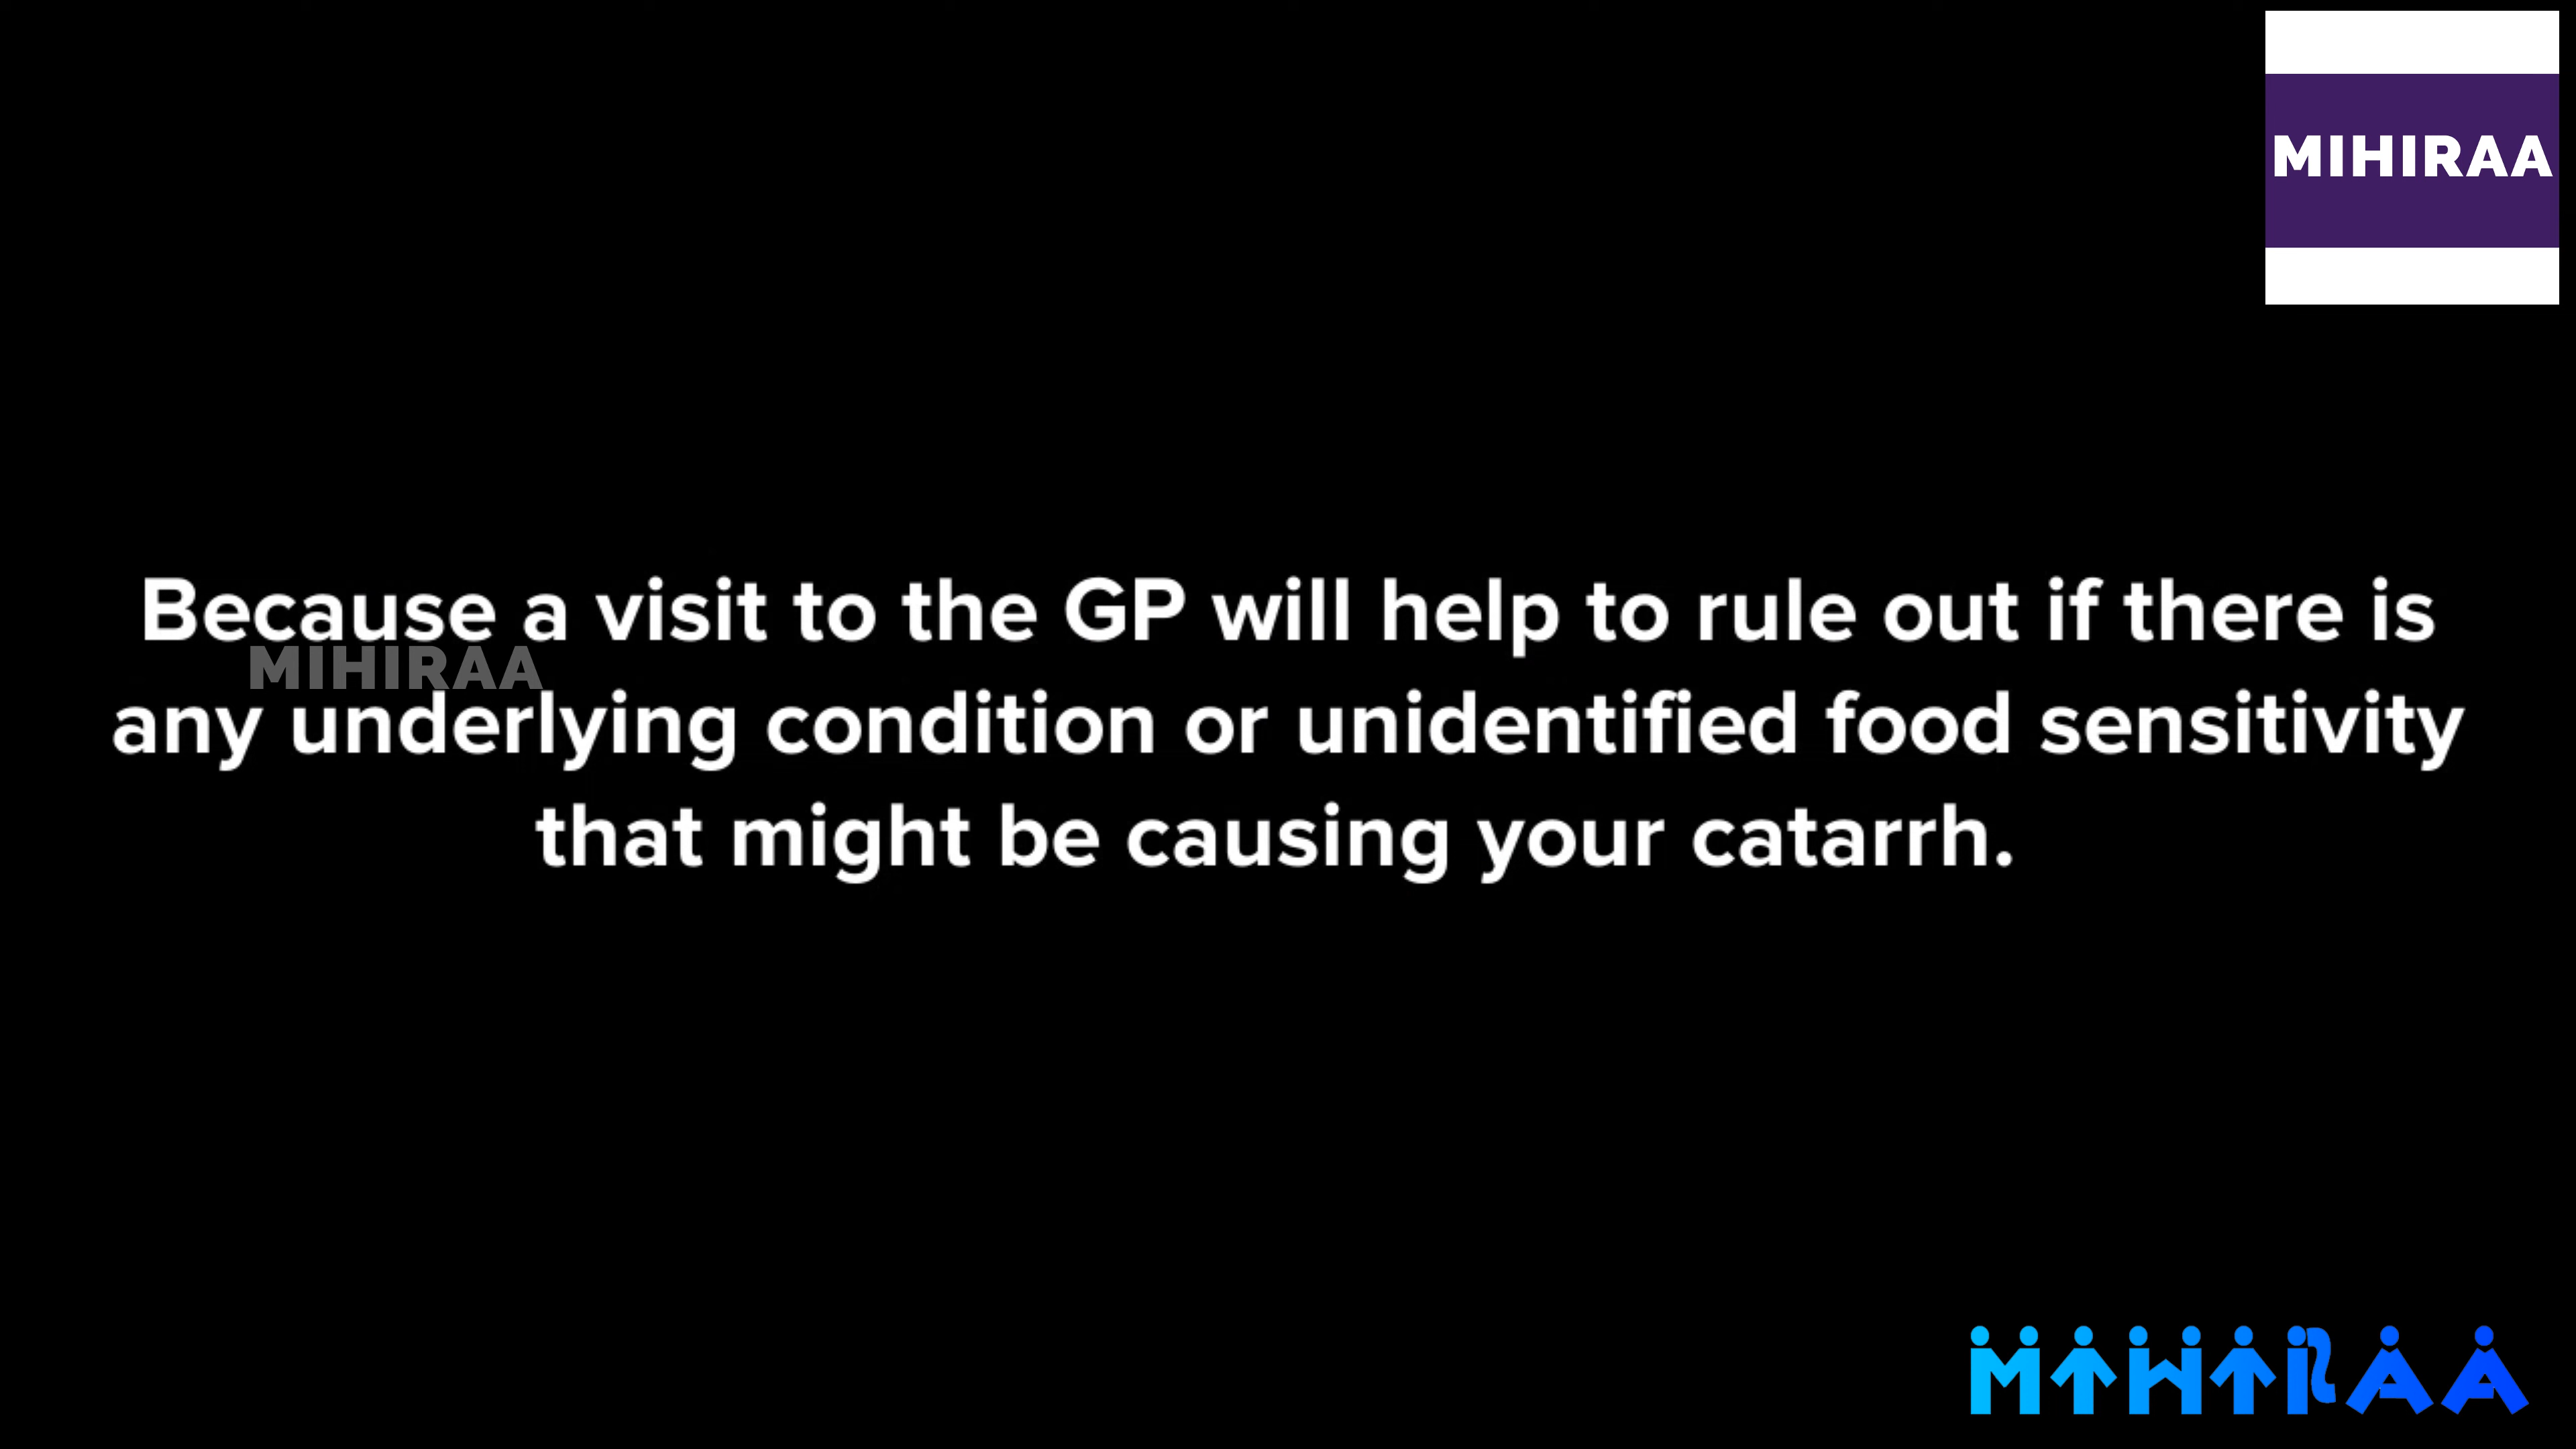 MIHIRAA
Because a visit to the GP will help to rule out if there is
MIHIRAA
any underlying condition or unidentified food sensitivity
that might be causing your catarrh.
MIHIRAA